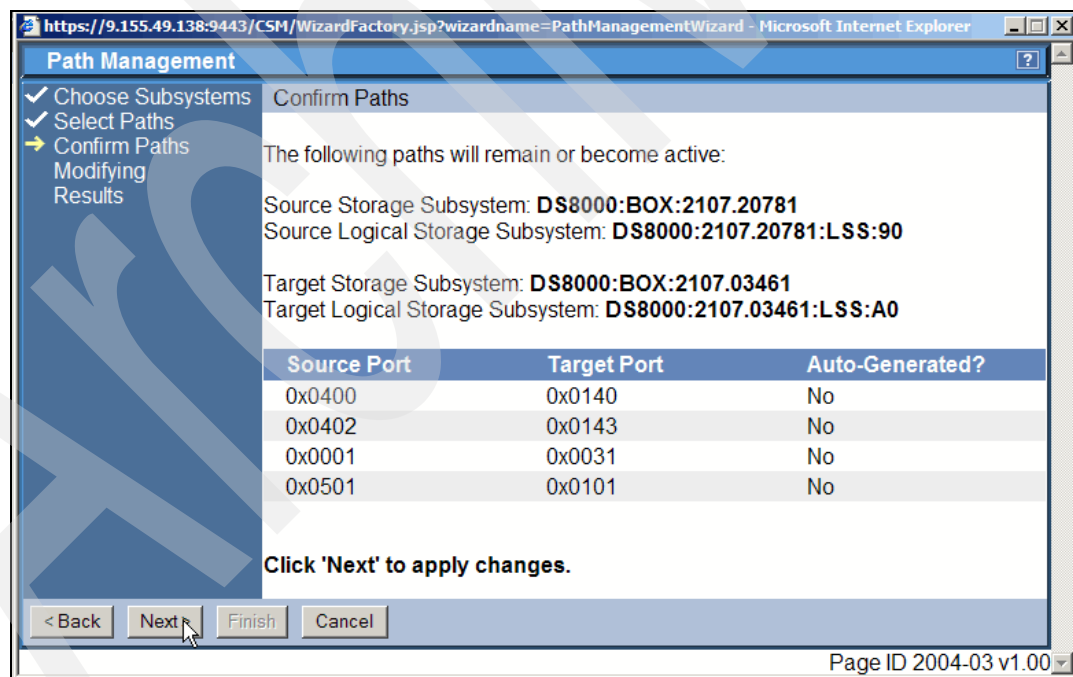 https://9.155.49.138:9443/CSM/WizardFactory.jsp?wizardname=PathManagementWizard - Microsoft Internet Explorer
Path Management
?
Choose Subsystems
Select Paths
Confirm Paths
Modifying
Results
Confirm Paths
The following paths will remain or become active:
Source Storage Subsystem: DS8000:BOX:2107.20781
Source Logical Storage Subsystem: DS8000:2107.20781:LSS:90
Target Storage Subsystem: DS8000:BOX:2107.03461
Target Logical Storage Subsystem: DS8000:2107.03461:LSS:A0
Source Port Target Port Auto-Generated?
0x0400 0x0140 No
0x0402 0x0143 No
0x0001 0x0031 No
0x0501 0x0101 No
Click 'Next' to apply changes.
< Back Next > Finish Cancel
Page ID 2004-03 v1.00